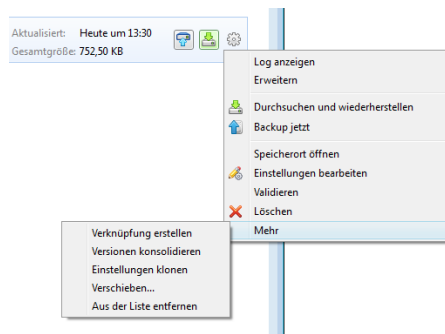 Aktualisiert: Heute um 13:30
Gesamtgröße: 752,50 KB
Log anzeigen
Erweitern
Durchsuchen und wiederherstellen
Backup jetzt
Speicherort öffnen
Einstellungen bearbeiten
Validieren
Löschen
Mehr
Verknüpfung erstellen
Versionen konsolidieren
Einstellungen klonen
Verschieben...
Aus der Liste entfernen